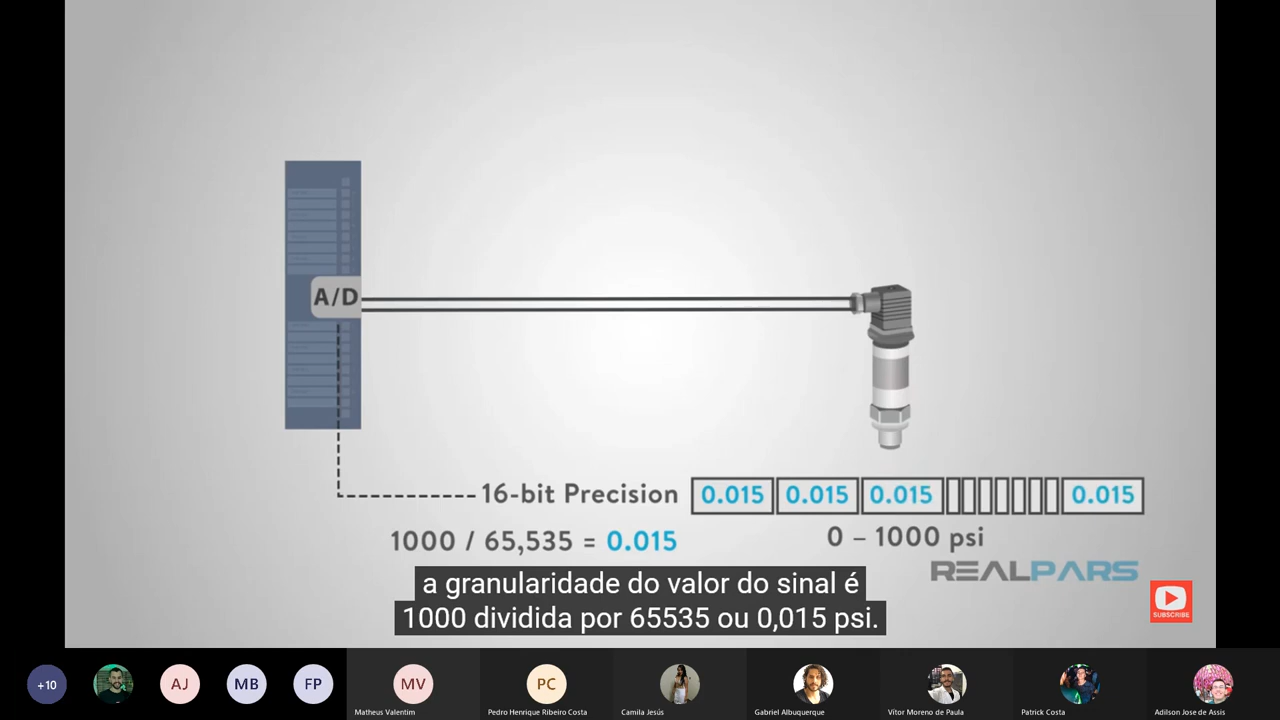 A/D
16-bit Precision
0.015 0.015 0.015 0.015
1000 / 65,535 = 0.015
0 – 1000 psi
REALPARS
a granularidade do valor do sinal é
1000 dividida por 65535 ou 0,015 psi.
SUBSCRIBE
+10
AJ
MB
FP
MV
PC
Matheus Valentim
Pedro Henrique Ribeiro Costa
Camila Jesús
Gabriel Albuquerque
Vítor Moreno de Paula
Patrick Costa
Adilson Jose de Assis